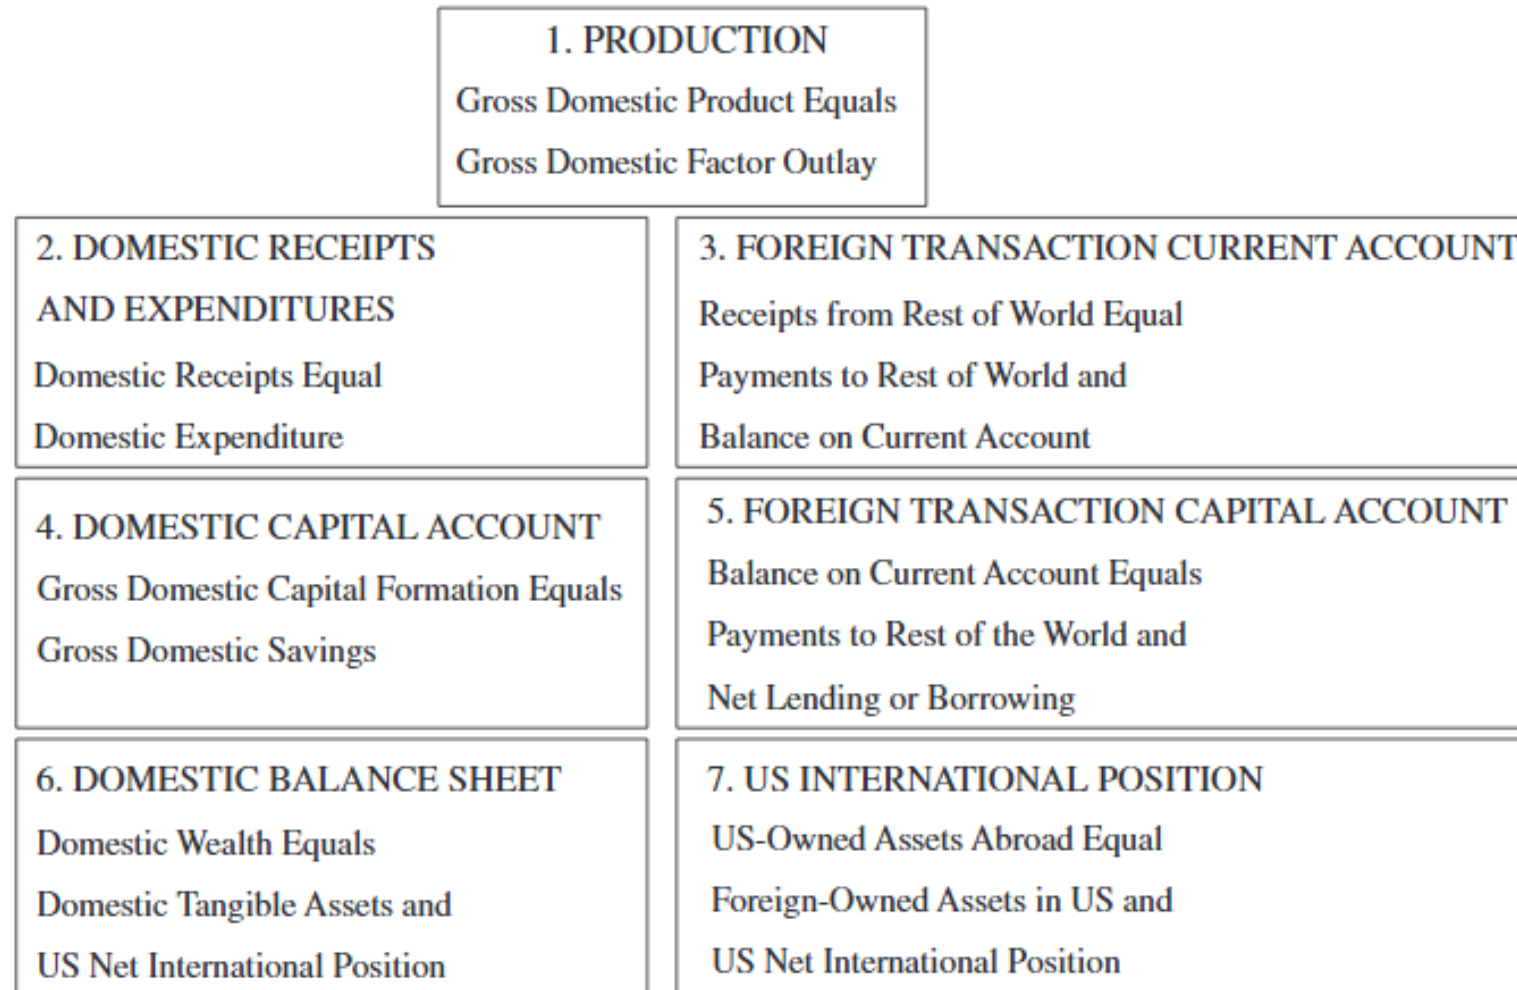 1. PRODUCTION
Gross Domestic Product Equals
Gross Domestic Factor Outlay
2. DOMESTIC RECEIPTS
AND EXPENDITURES
Domestic Receipts Equal
Domestic Expenditure
3. FOREIGN TRANSACTION CURRENT ACCOUNT
Receipts from Rest of World Equal
Payments to Rest of World and
Balance on Current Account
4. DOMESTIC CAPITAL ACCOUNT
Gross Domestic Capital Formation Equals
Gross Domestic Savings
5. FOREIGN TRANSACTION CAPITAL ACCOUNT
Balance on Current Account Equals
Payments to Rest of the World and
Net Lending or Borrowing
6. DOMESTIC BALANCE SHEET
Domestic Wealth Equals
Domestic Tangible Assets and
US Net International Position
7. US INTERNATIONAL POSITION
US-Owned Assets Abroad Equal
Foreign-Owned Assets in US and
US Net International Position